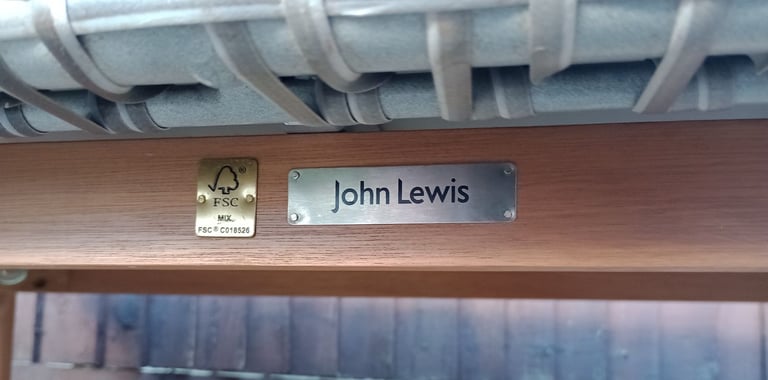 ®
FSC
MIX
FSC® C018526
John Lewis